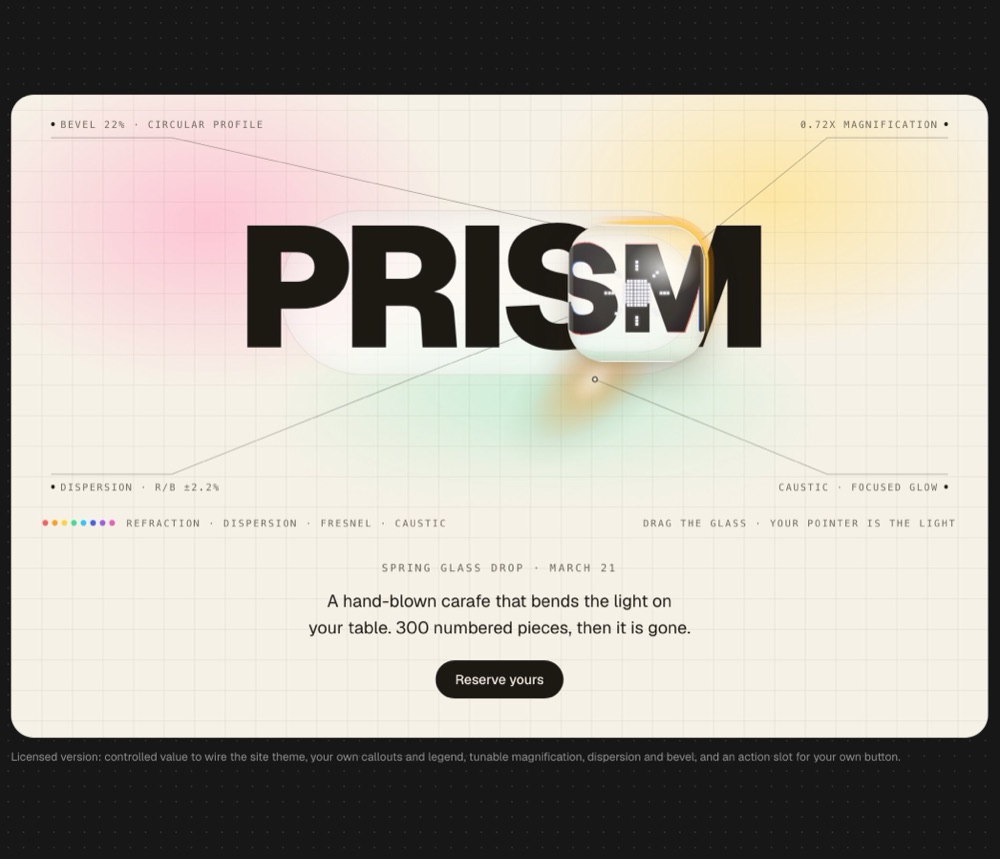 BEVEL 22% · CIRCULAR PROFILE
0.72X MAGNIFICATION
PRISM
DISPERSION · R/B ±2.2%
CAUSTIC · FOCUSED GLOW
REFRACTION · DISPERSION · FRESNEL · CAUSTIC
DRAG THE GLASS · YOUR POINTER IS THE LIGHT
SPRING GLASS DROP · MARCH 21
A hand-blown carafe that bends the light on
your table. 300 numbered pieces, then it is gone.
Reserve yours
Licensed version: controlled value to wire the site theme, your own callouts and legend, tunable magnification, dispersion and bevel, and an action slot for your own button.